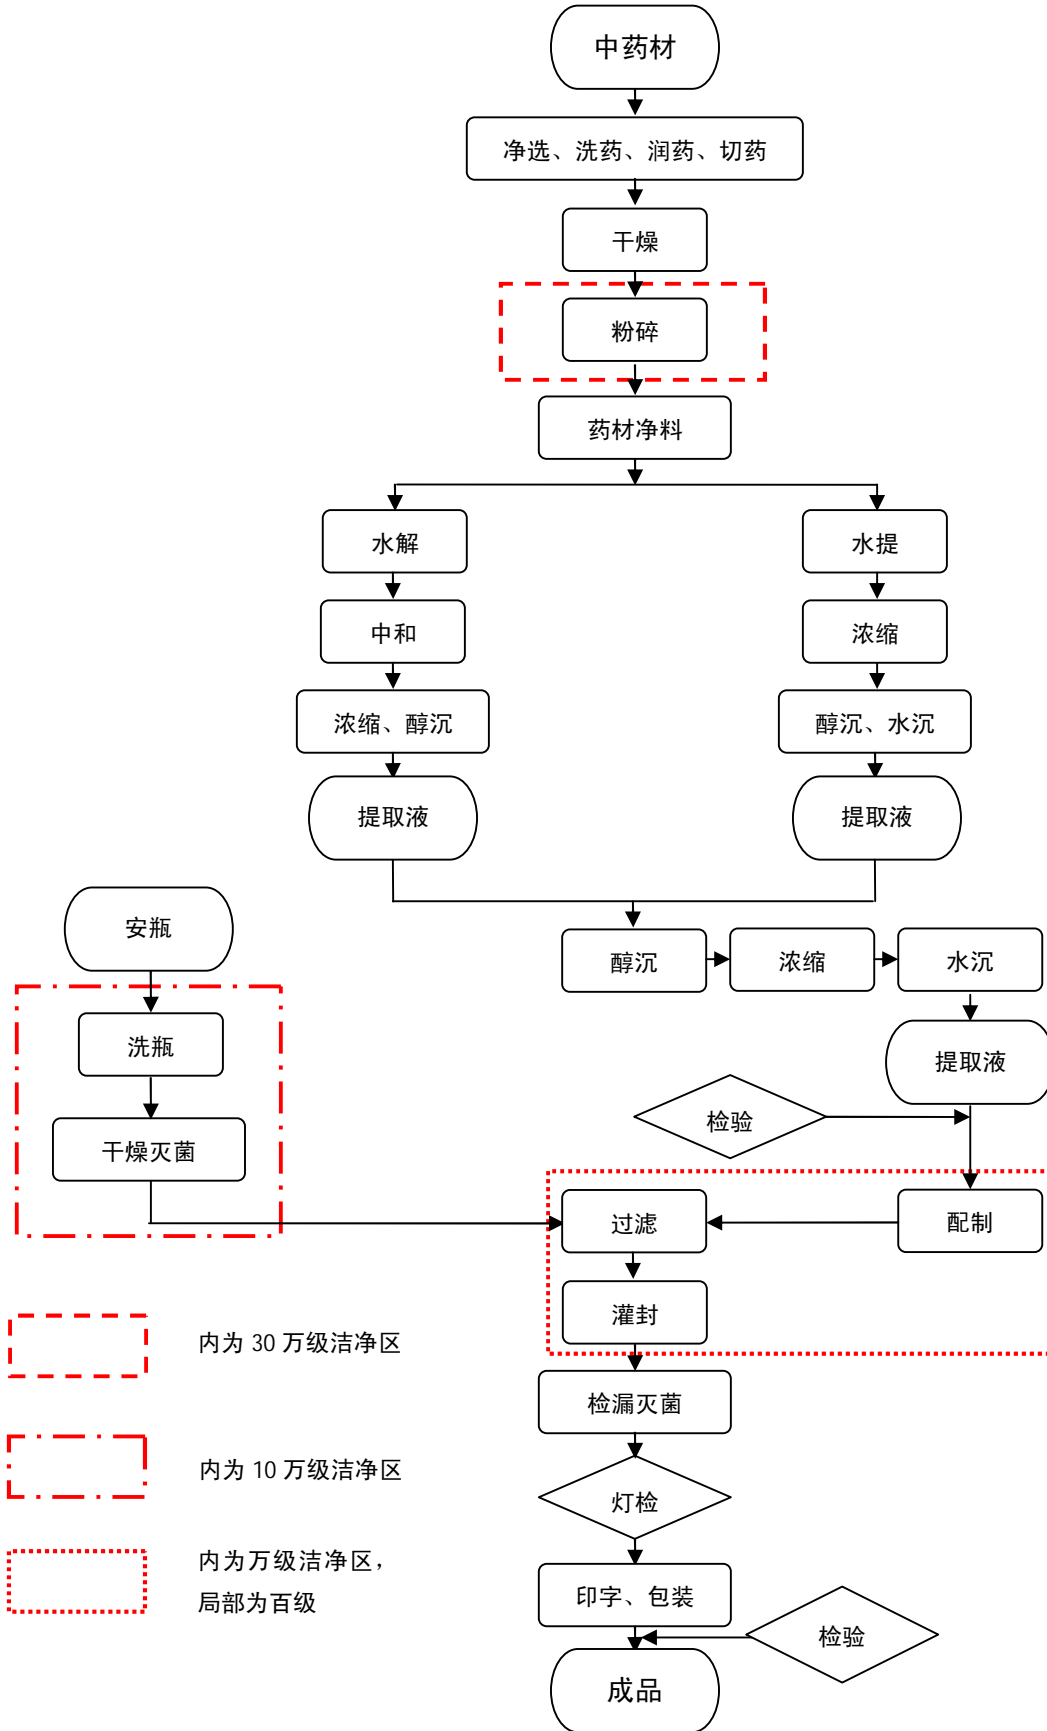 中药材
净选、洗药、润药、切药
干燥
粉碎
药材净料
水解
水提
中和
浓缩
浓缩、醇沉
醇沉、水沉
提取液
提取液
安瓶
醇沉
浓缩
水沉
洗瓶
提取液
检验
干燥灭菌
过滤
配制
灌封
内为 30 万级洁净区
检漏灭菌
内为 10 万级洁净区
灯检
内为万级洁净区，
局部为百级
印字、包装
检验
成品